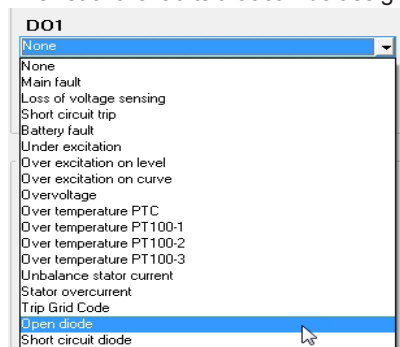 DO1
None
None
Main fault
Loss of voltage sensing
Short circuit trip
Battery fault
Under excitation
Over excitation on level
Over excitation on curve
Overvoltage
Over temperature PTC
Over temperature PT100-1
Over temperature PT100-2
Over temperature PT100-3
Unbalance stator current
Stator overcurrent
Trip Grid Code
Open diode
Short circuit diode